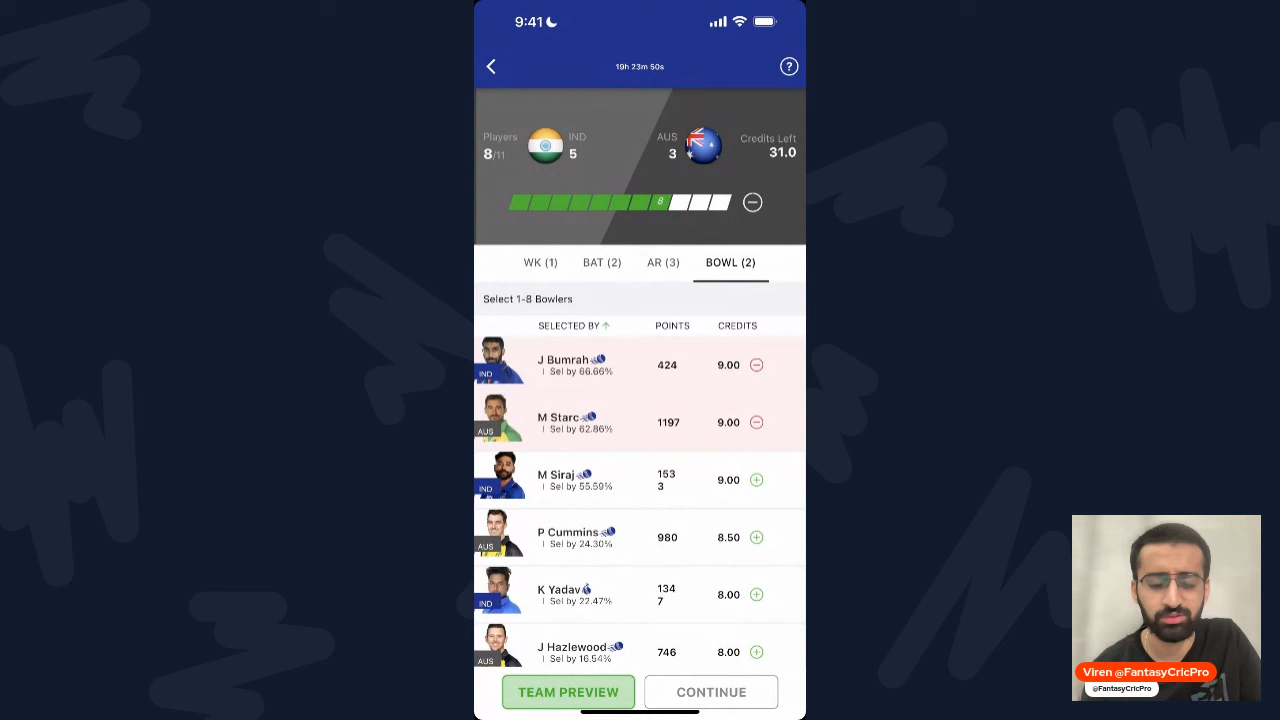 9:41
19h 23m 50s
?
Players
8/11
IND
5
AUS
3
Credits Left
31.0
8
WK (1) BAT (2) AR (3) BOWL (2)
Select 1-8 Bowlers
SELECTED BY POINTS CREDITS
IND
J Bumrah
Sel by 66.66%
424
9.00
AUS
M Starc
Sel by 62.86%
1197
9.00
IND
M Siraj
Sel by 55.59%
153
3
9.00
AUS
P Cummins
Sel by 24.30%
980
8.50
IND
K Yadav
Sel by 22.47%
134
7
8.00
AUS
J Hazlewood
Sel by 16.54%
746
8.00
TEAM PREVIEW
CONTINUE
Viren @FantasyCricPro
@FantasyCricPro